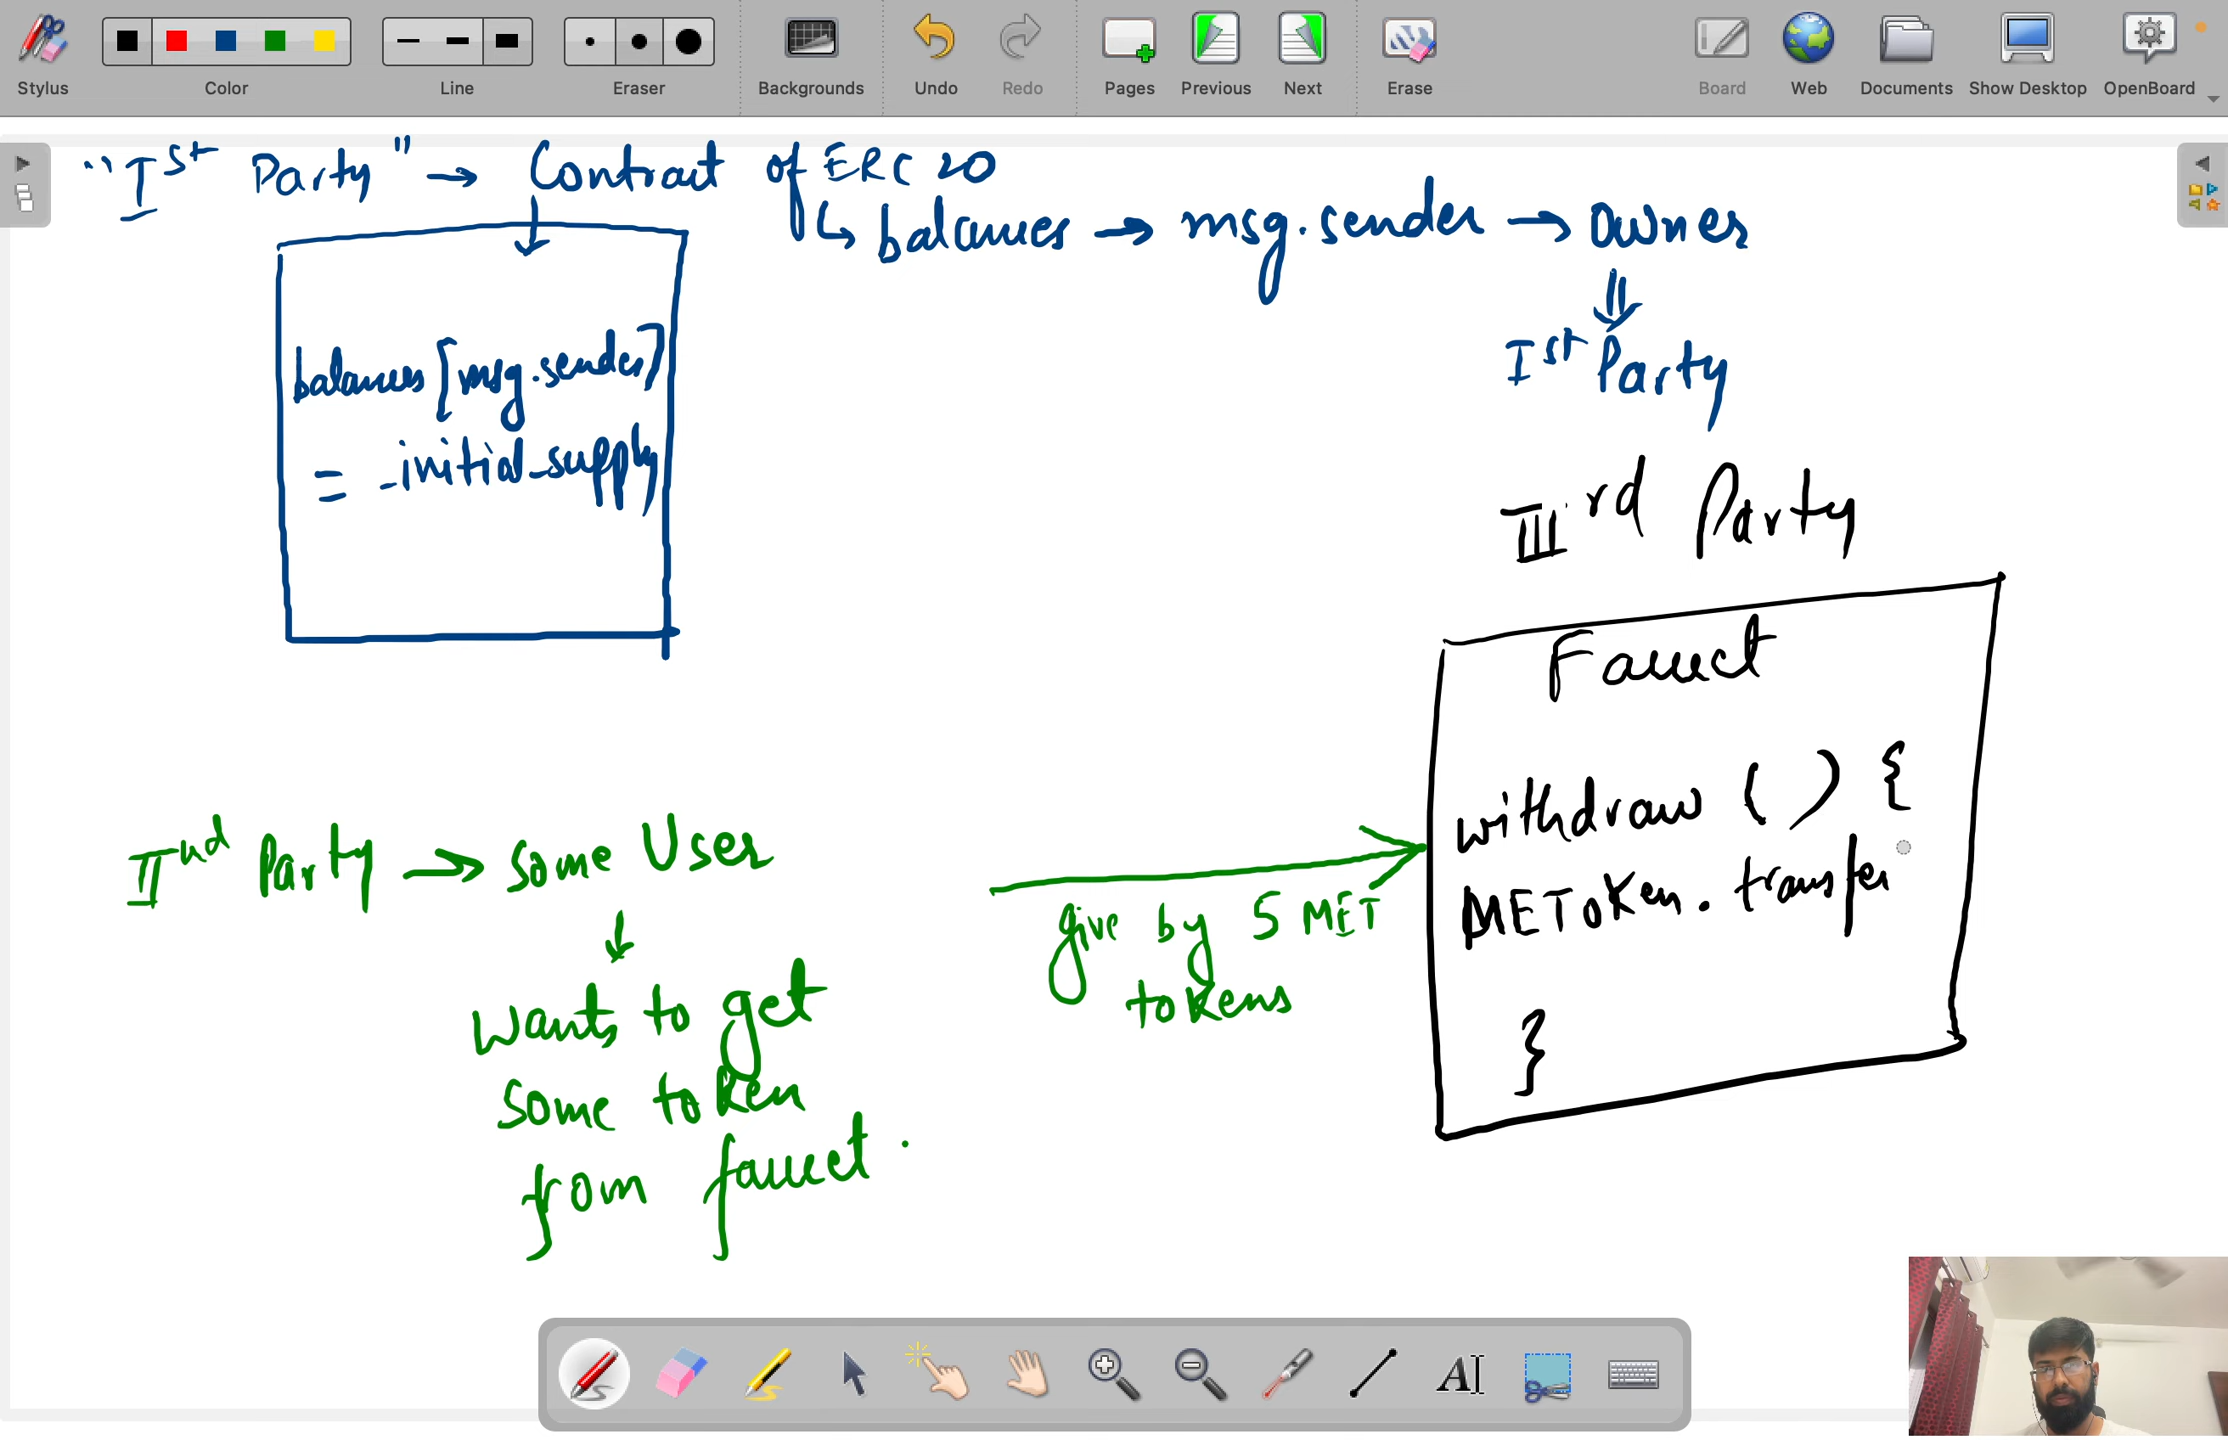 Stylus
Color
Line
Eraser
Backgrounds
Undo
Redo
Pages
Previous
Next
Erase
Board
Web
Documents
Show Desktop
OpenBoard
"Ist Party" → Contract of ERC 20
↳ balances → msg.sender → owner
Ist Party
balances [msg.sender]
= _initial_supply
IIIrd Party
Faucet
withdraw ( ) {
METoken. transfer
}
IInd Party → some User
wants to get
some token
from faucet.
give by 5 MET
tokens
AI